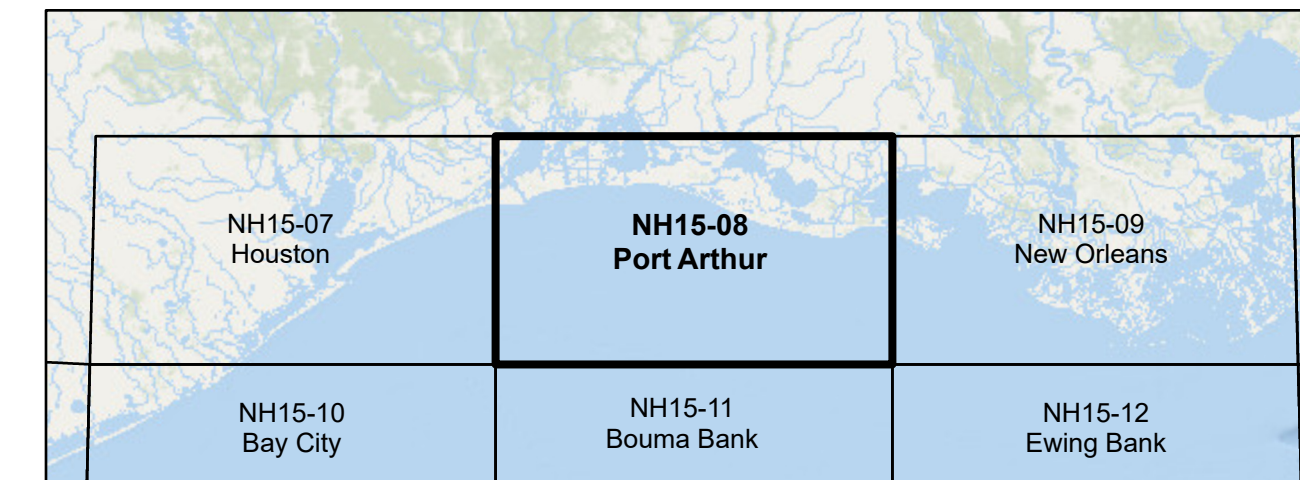 NH15-07
Houston
NH15-08
Port Arthur
NH15-09
New Orleans
NH15-10
Bay City
NH15-11
Bouma Bank
NH15-12
Ewing Bank